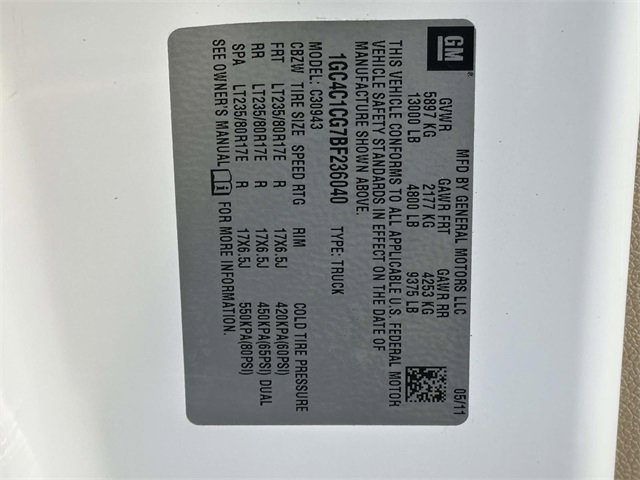 GM®
MFD BY GENERAL MOTORS LLC 05/11
GVWR GAWR FRT GAWR RR
5897 KG 2177 KG 4253 KG
13000 LB 4800 LB 9375 LB
THIS VEHICLE CONFORMS TO ALL APPLICABLE U.S. FEDERAL MOTOR
VEHICLE SAFETY STANDARDS IN EFFECT ON THE DATE OF
MANUFACTURE SHOWN ABOVE.
1GC4C1CG7BF236040 TYPE: TRUCK
MODEL: C30943
CBZW TIRE SIZE SPEED RTG RIM COLD TIRE PRESSURE
FRT LT235/80R17E R 17X6.5J 420KPA(60PSI)
RR LT235/80R17E R 17X6.5J 450KPA(65PSI) DUAL
SPA LT235/80R17E R 17X6.5J 550KPA(80PSI)
SEE OWNER'S MANUAL FOR MORE INFORMATION.